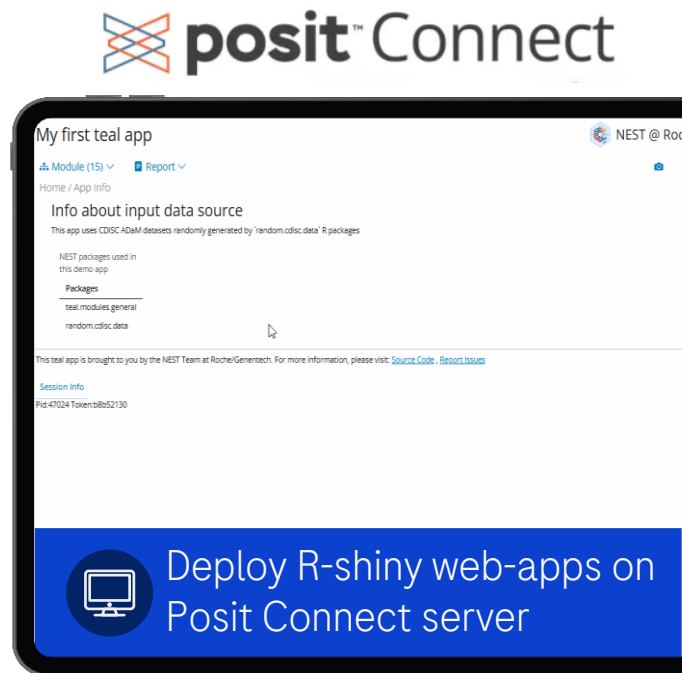 posit™ Connect
My first teal app
NEST @ Roc
Module (15)
Report
Home / App Info
Info about input data source
This app uses CDISC ADaM datasets randomly generated by `random.cdisc.data` R packages
NEST packages used in
this demo app
Packages
teal.modules.general
random.cdisc.data
This teal app is brought to you by the NEST Team at Roche/Genentech. For more information, please visit: Source Code , Report Issues
Session Info
Pid:47024 Token:b8b52130
Deploy R-shiny web-apps on
Posit Connect server